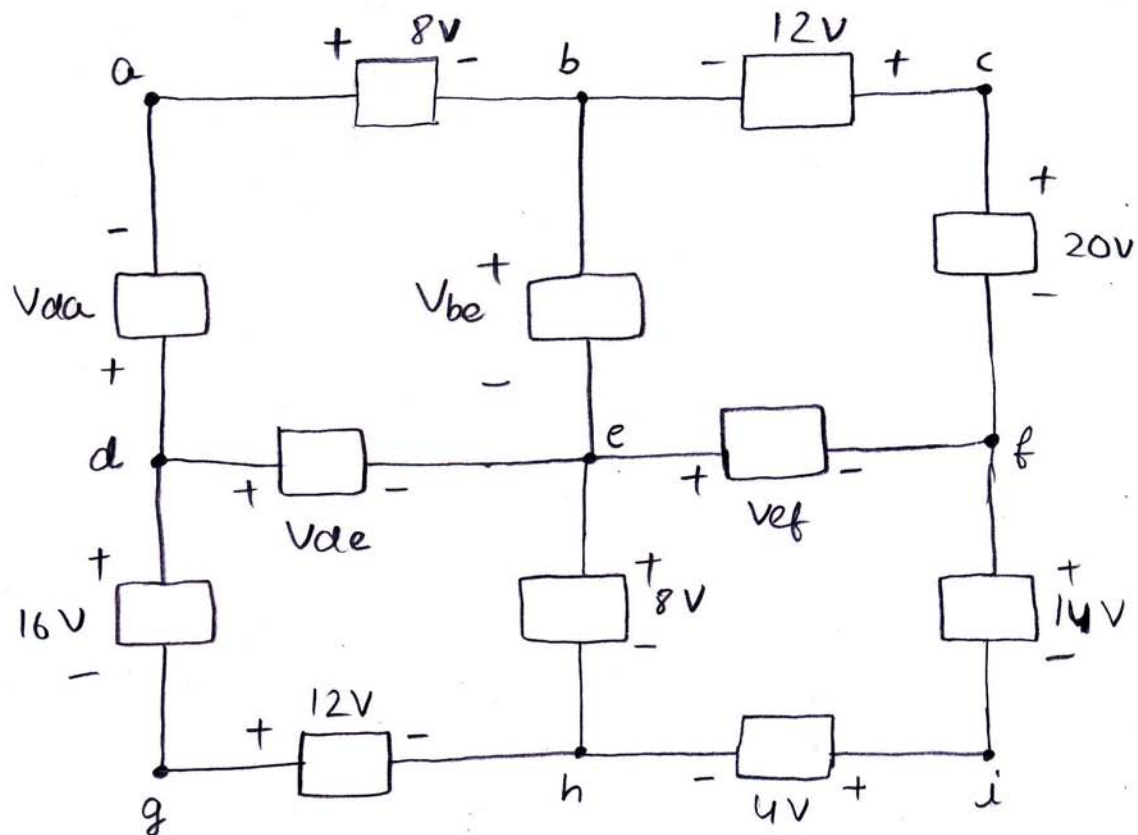 a + 8V - b - 12V + c
+
20V
-
-
Vda
+
+
Vbe
-
d + - e + - f
Vde
Vef
+
16V
-
+
8V
-
+
14V
-
+ 12V -
g h - 4V + i